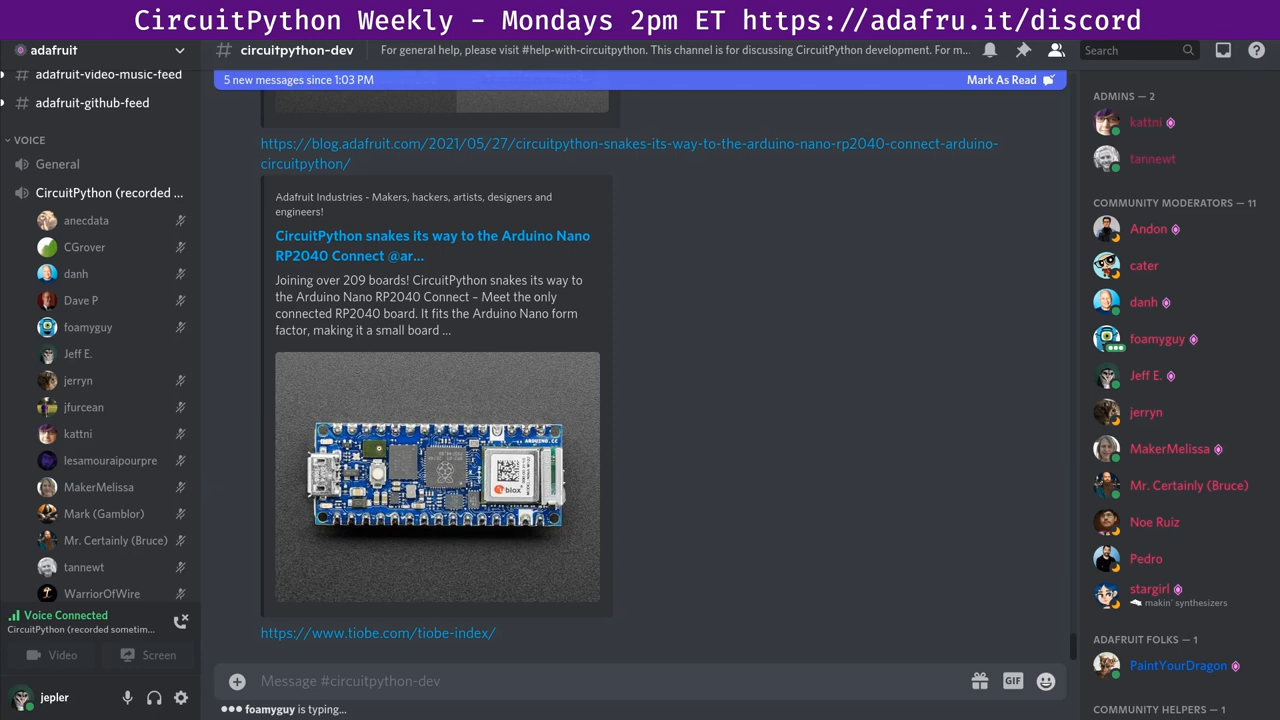 CircuitPython Weekly - Mondays 2pm ET https://adafru.it/discord
adafruit
adafruit-video-music-feed
adafruit-github-feed
VOICE
General
CircuitPython (recorded ...
anecdata
CGrover
danh
Dave P
foamyguy
Jeff E.
jerryn
jfurcean
kattni
lesamouraipourpre
MakerMelissa
Mark (Gamblor)
Mr. Certainly (Bruce)
tannewt
WarriorOfWire
Voice Connected
CircuitPython (recorded sometim...
Video
Screen
jepler
# circuitpython-dev
For general help, please visit #help-with-circuitpython. This channel is for discussing CircuitPython development. For m...
Search
5 new messages since 1:03 PM
Mark As Read
https://blog.adafruit.com/2021/05/27/circuitpython-snakes-its-way-to-the-arduino-nano-rp2040-connect-arduino-
circuitpython/
Adafruit Industries - Makers, hackers, artists, designers and
engineers!
CircuitPython snakes its way to the Arduino Nano
RP2040 Connect @ar...
Joining over 209 boards! CircuitPython snakes its way to
the Arduino Nano RP2040 Connect – Meet the only
connected RP2040 board. It fits the Arduino Nano form
factor, making it a small board ...
ARDUINO.CC
blox
https://www.tiobe.com/tiobe-index/
Message #circuitpython-dev
GIF
foamyguy is typing...
ADMINS — 2
kattni
tannewt
COMMUNITY MODERATORS — 11
Andon
cater
danh
foamyguy
Jeff E.
jerryn
MakerMelissa
Mr. Certainly (Bruce)
Noe Ruiz
Pedro
stargirl
makin' synthesizers
ADAFRUIT FOLKS — 1
PaintYourDragon
COMMUNITY HELPERS — 1